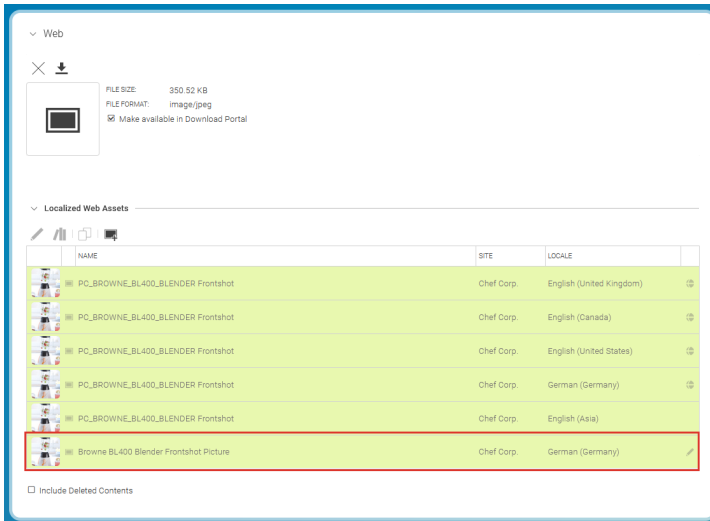 Web
FILE SIZE: 350.52 KB
FILE FORMAT: image/jpeg
Make available in Download Portal
Localized Web Assets
NAME SITE LOCALE
PC_BROWNE_BL400_BLENDER Frontshot Chef Corp. English (United Kingdom)
PC_BROWNE_BL400_BLENDER Frontshot Chef Corp. English (Canada)
PC_BROWNE_BL400_BLENDER Frontshot Chef Corp. English (United States)
PC_BROWNE_BL400_BLENDER Frontshot Chef Corp. German (Germany)
PC_BROWNE_BL400_BLENDER Frontshot Chef Corp. English (Asia)
Browne BL400 Blender Frontshot Picture Chef Corp. German (Germany)
Include Deleted Contents